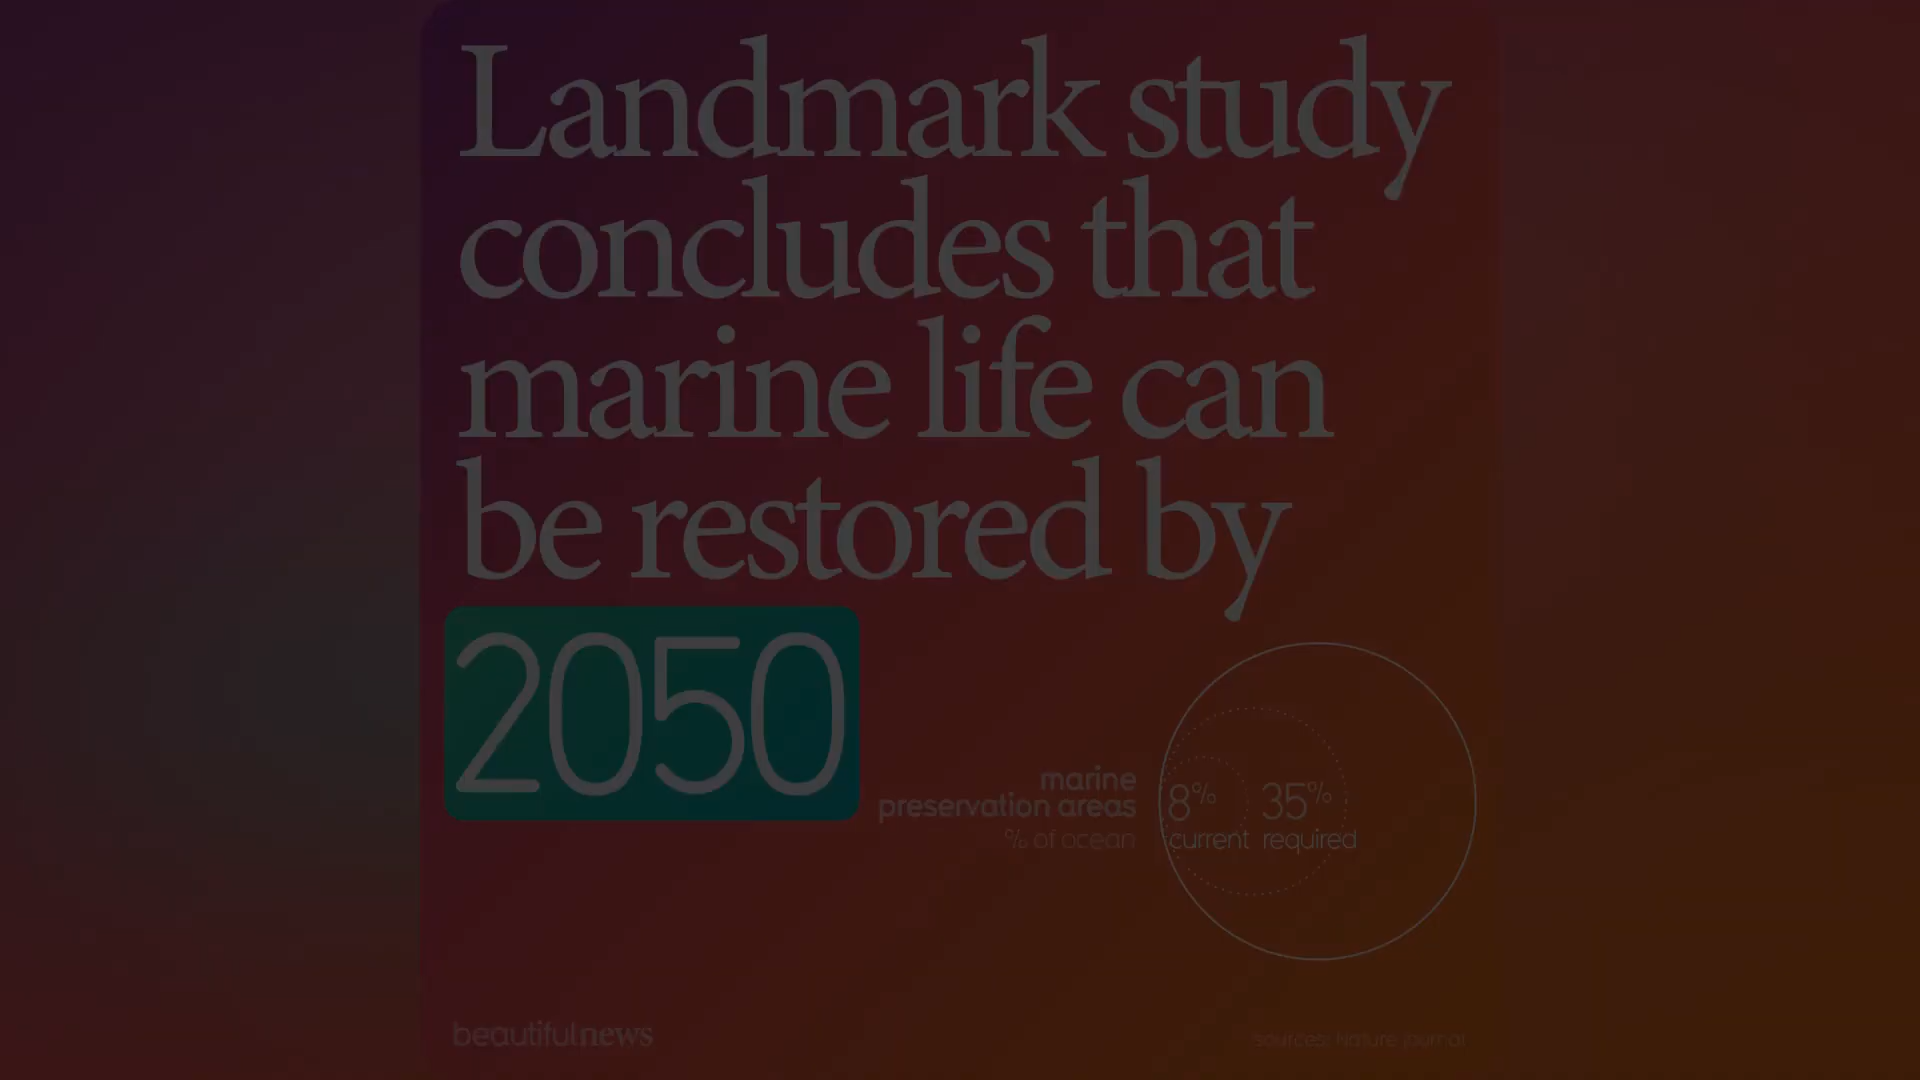 Landmark study
concludes that
marine life can
be restored by
2050
marine
preservation areas
% of ocean
8% 35%
current required
beautifulnews
sources: Nature journal